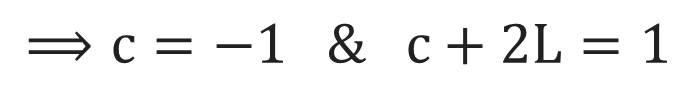 ⟹ c = −1 & c + 2L = 1